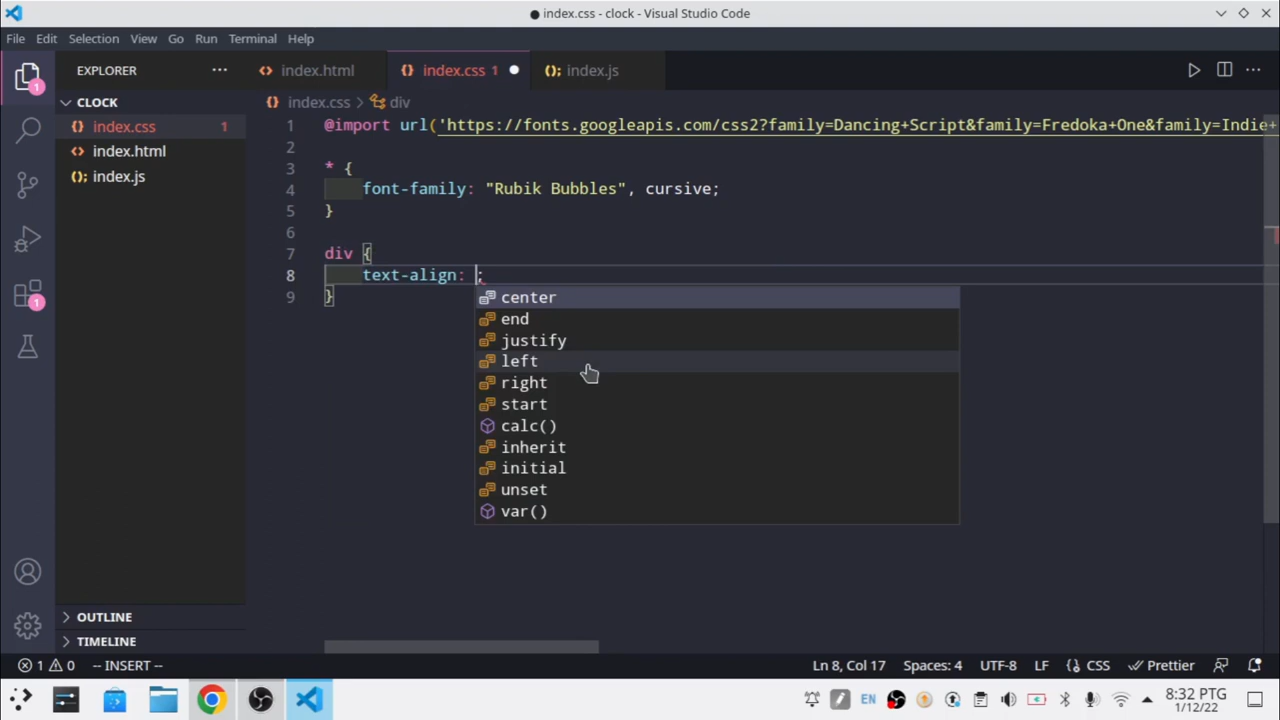 index.css - clock - Visual Studio Code
File Edit Selection View Go Run Terminal Help
EXPLORER
index.html
index.css 1
index.js
CLOCK
index.css 1
index.html
index.js
index.css > div
1 @import url('https://fonts.googleapis.com/css2?family=Dancing+Script&family=Fredoka+One&family=Indie+
2
3 * {
4 font-family: "Rubik Bubbles", cursive;
5 }
6
7 div {
8 text-align: ;
9 }
center
end
justify
left
right
start
calc()
inherit
initial
unset
var()
1
1
OUTLINE
TIMELINE
1 0 -- INSERT -- Ln 8, Col 17 Spaces: 4 UTF-8 LF CSS Prettier
EN
8:32 PTG
1/12/22